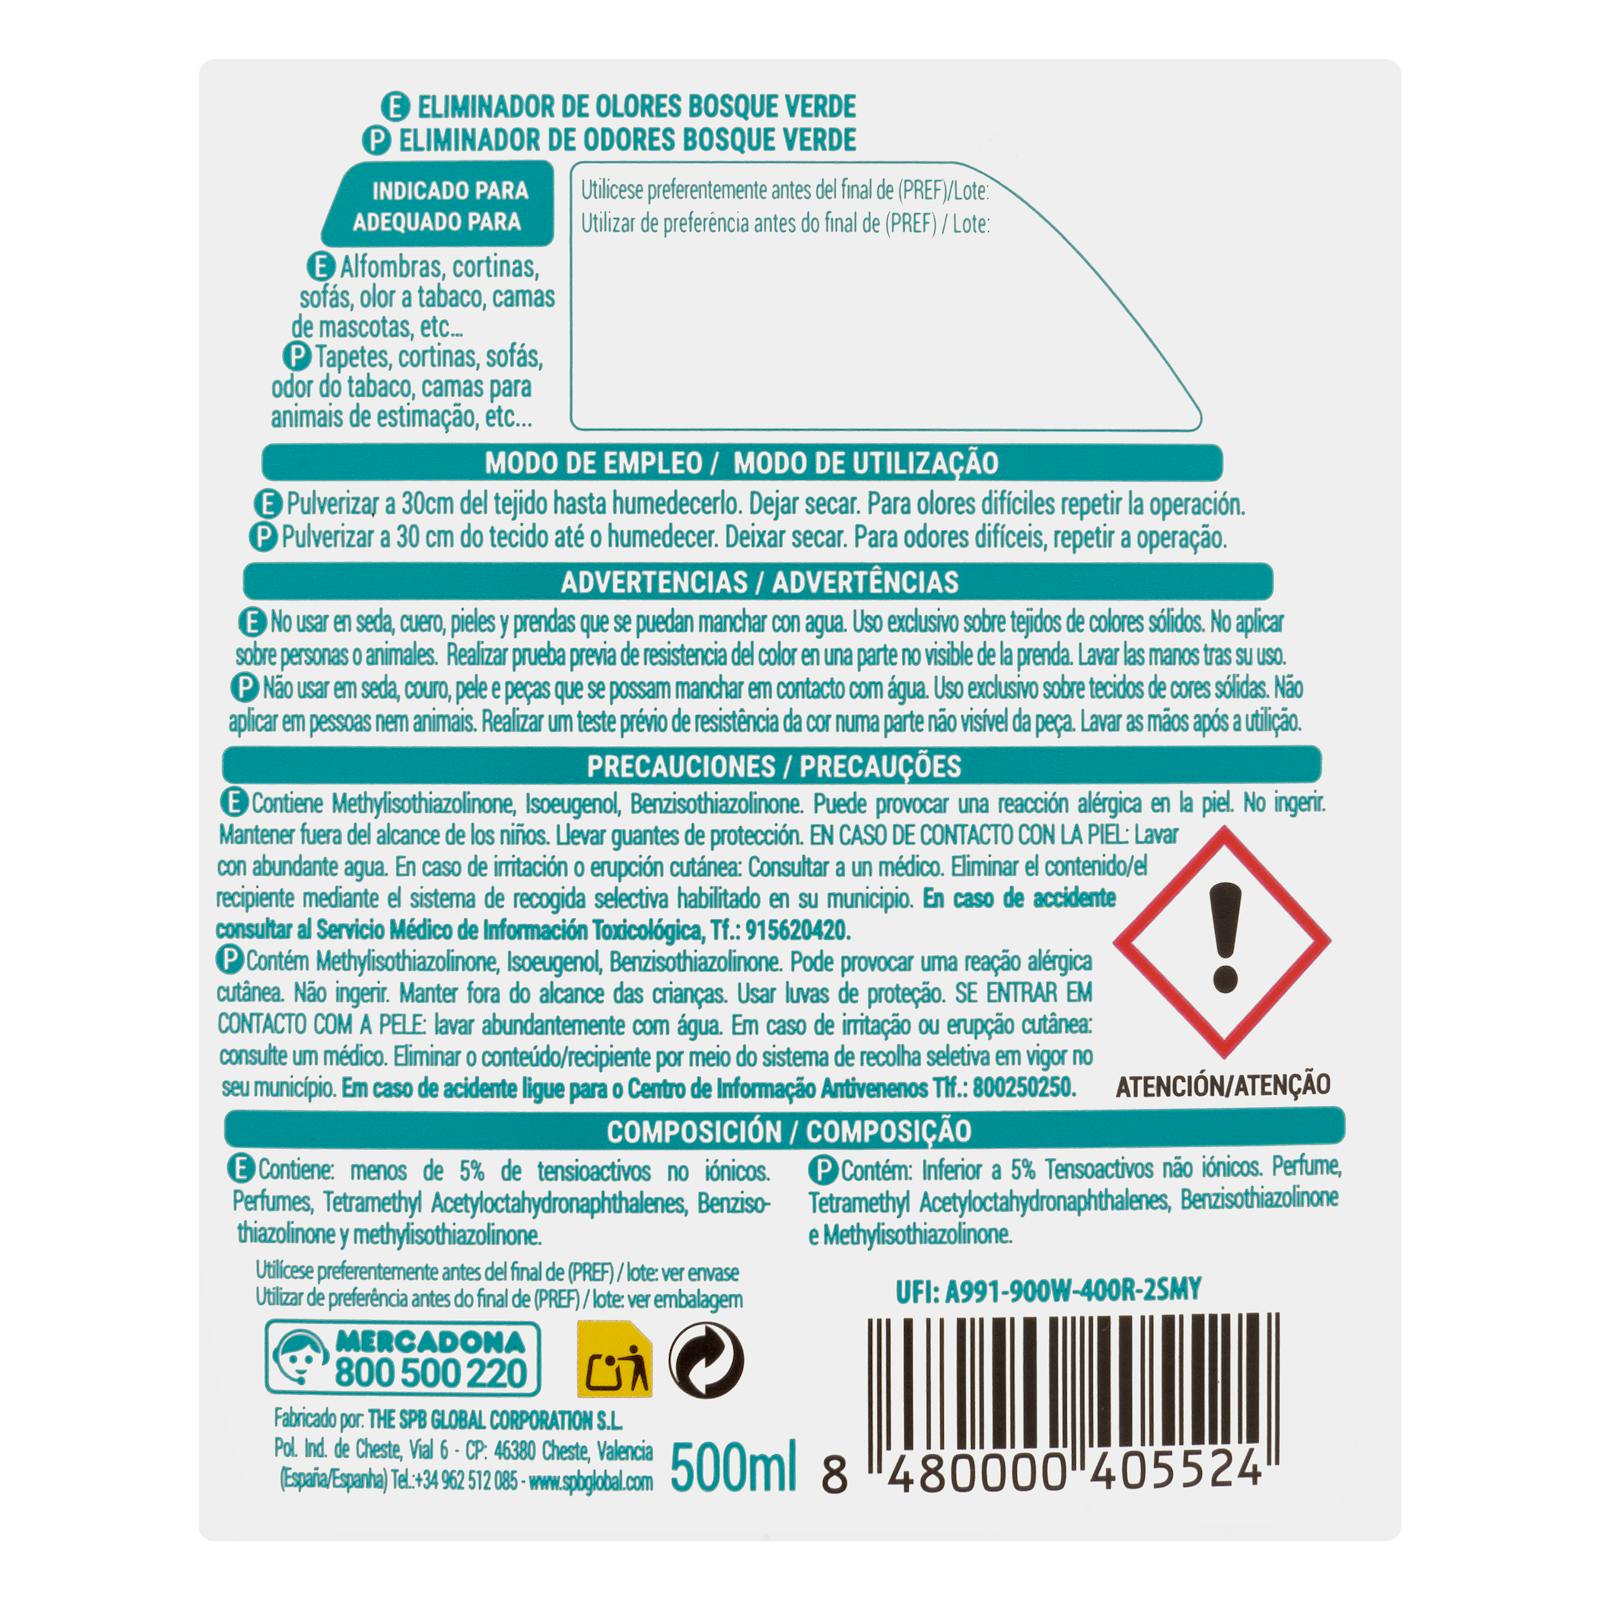 E ELIMINADOR DE OLORES BOSQUE VERDE
P ELIMINADOR DE ODORES BOSQUE VERDE
INDICADO PARA
ADEQUADO PARA
E Alfombras, cortinas,
sofás, olor a tabaco, camas
de mascotas, etc...
P Tapetes, cortinas, sofás,
odor do tabaco, camas para
animais de estimação, etc...
Utilícese preferentemente antes del final de (PREF)/Lote:
Utilizar de preferência antes do final de (PREF) / Lote:
MODO DE EMPLEO / MODO DE UTILIZAÇÃO
E Pulverizar a 30cm del tejido hasta humedecerlo. Dejar secar. Para olores difíciles repetir la operación.
P Pulverizar a 30 cm do tecido até o humedecer. Deixar secar. Para odores difíceis, repetir a operação.
ADVERTENCIAS / ADVERTÊNCIAS
E No usar en seda, cuero, pieles y prendas que se puedan manchar con agua. Uso exclusivo sobre tejidos de colores sólidos. No aplicar
sobre personas o animales. Realizar prueba previa de resistencia del color en una parte no visible de la prenda. Lavar las manos tras su uso.
P Não usar em seda, couro, pele e peças que se possam manchar em contacto com água. Uso exclusivo sobre tecidos de cores sólidas. Não
aplicar em pessoas nem animais. Realizar um teste prévio de resistência da cor numa parte não visível da peça. Lavar as mãos após a utilição.
PRECAUCIONES / PRECAUÇÕES
E Contiene Methylisothiazolinone, Isoeugenol, Benzisothiazolinone. Puede provocar una reacción alérgica en la piel. No ingerir.
Mantener fuera del alcance de los niños. Llevar guantes de protección. EN CASO DE CONTACTO CON LA PIEL: Lavar
con abundante agua. En caso de irritación o erupción cutánea: Consultar a un médico. Eliminar el contenido/el
recipiente mediante el sistema de recogida selectiva habilitado en su municipio. En caso de accidente
consultar al Servicio Médico de Información Toxicológica, Tf.: 915620420.
P Contém Methylisothiazolinone, Isoeugenol, Benzisothiazolinone. Pode provocar uma reação alérgica
cutânea. Não ingerir. Manter fora do alcance das crianças. Usar luvas de proteção. SE ENTRAR EM
CONTACTO COM A PELE: lavar abundantemente com água. Em caso de irritação ou erupção cutânea:
consulte um médico. Eliminar o conteúdo/recipiente por meio do sistema de recolha seletiva em vigor no
seu município. Em caso de acidente ligue para o Centro de Informação Antivenenos Tlf.: 800250250.
ATENCIÓN/ATENÇÃO
COMPOSICIÓN / COMPOSIÇÃO
E Contiene: menos de 5% de tensioactivos no iónicos.
Perfumes, Tetramethyl Acetyloctahydronaphthalenes, Benziso-
thiazolinone y methylisothiazolinone.
P Contém: Inferior a 5% Tensoactivos não iónicos. Perfume,
Tetramethyl Acetyloctahydronaphthalenes, Benzisothiazolinone
e Methylisothiazolinone.
Utilícese preferentemente antes del final de (PREF) / lote: ver envase
Utilizar de preferência antes do final de (PREF) / lote: ver embalagem
MERCADONA
800 500 220
Fabricado por: THE SPB GLOBAL CORPORATION S.L.
Pol. Ind. de Cheste, Vial 6 - CP: 46380 Cheste, Valencia
(España/Espanha) Tel.:+34 962 512 085 - www.spbglobal.com
500ml
UFI: A991-900W-400R-2SMY
8 480000 405524